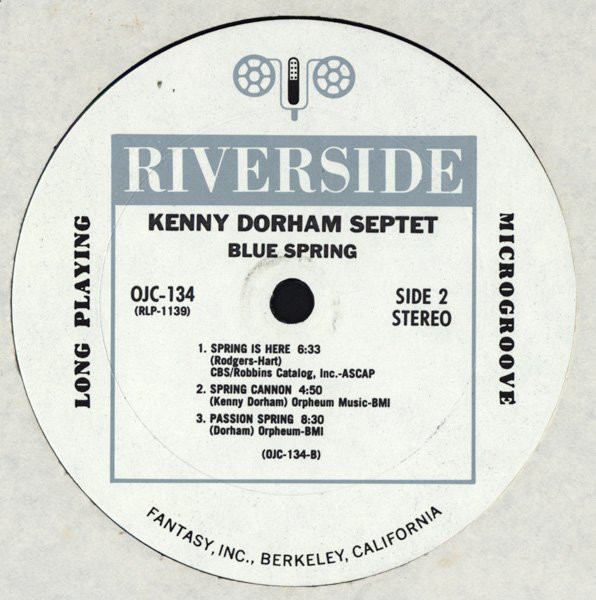 RIVERSIDE
KENNY DORHAM SEPTET
BLUE SPRING
LONG PLAYING
MICROGROOVE
OJC-134
(RLP-1139)
SIDE 2
STEREO
1. SPRING IS HERE 6:33
(Rodgers-Hart)
CBS/Robbins Catalog, Inc.-ASCAP
2. SPRING CANNON 4:50
(Kenny Dorham) Orpheum Music-BMI
3. PASSION SPRING 8:30
(Dorham) Orpheum-BMI
(OJC-134-B)
FANTASY, INC., BERKELEY, CALIFORNIA